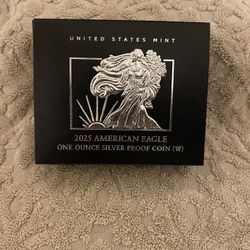 UNITED STATES MINT
2025 AMERICAN EAGLE
ONE OUNCE SILVER PROOF COIN (W)